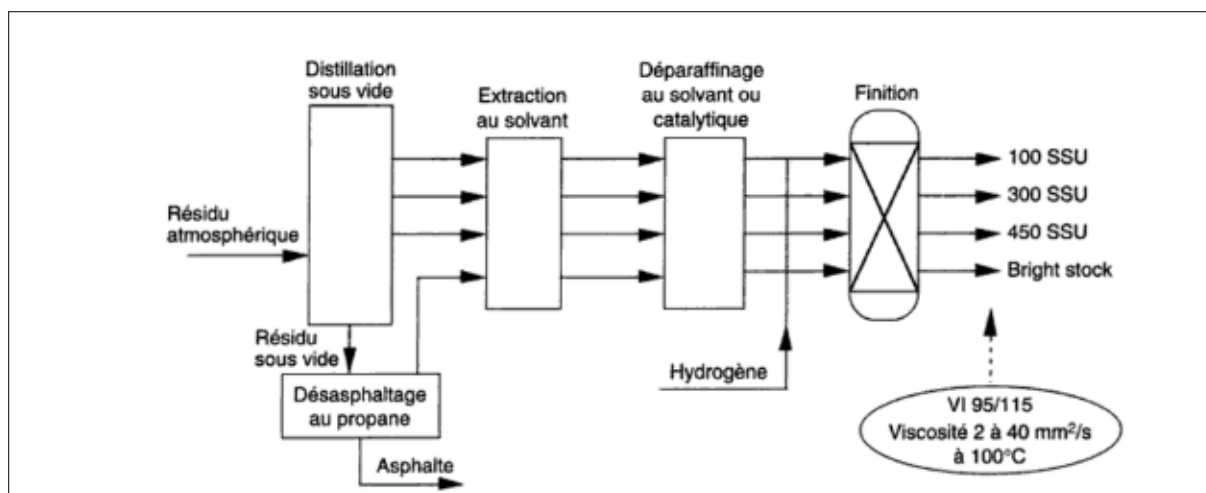 Distillation
sous vide
Extraction
au solvant
Déparaffinage
au solvant ou
catalytique
Finition
Résidu
atmosphérique
100 SSU
300 SSU
450 SSU
Bright stock
Résidu
sous vide
Désasphaltage
au propane
Asphalte
Hydrogène
VI 95/115
Viscosité 2 à 40 mm²/s
à 100°C